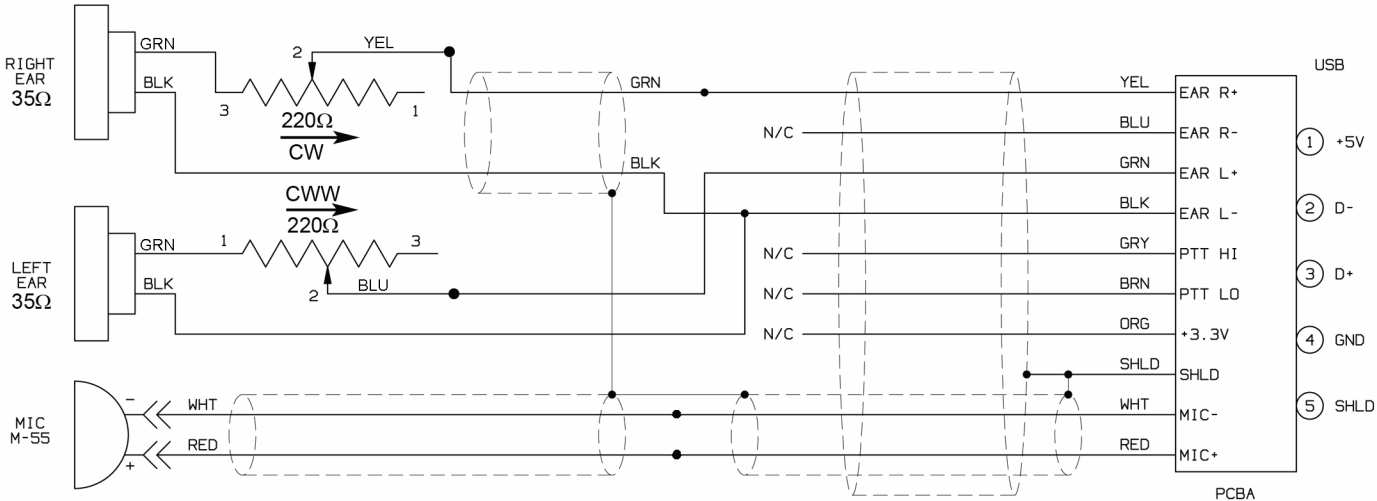 RIGHT
EAR
35Ω
GRN
BLK
3
2
YEL
1
220Ω
CW
GRN
BLK
LEFT
EAR
35Ω
GRN
BLK
CWW
220Ω
1
3
2
BLU
MIC
M-55
-
+
WHT
RED
N/C
N/C
N/C
N/C
YEL
BLU
GRN
BLK
GRY
BRN
ORG
SHLD
WHT
RED
EAR R+
EAR R-
EAR L+
EAR L-
PTT HI
PTT LO
+3.3V
SHLD
MIC-
MIC+
PCBA
USB
1 +5V
2 D-
3 D+
4 GND
5 SHLD